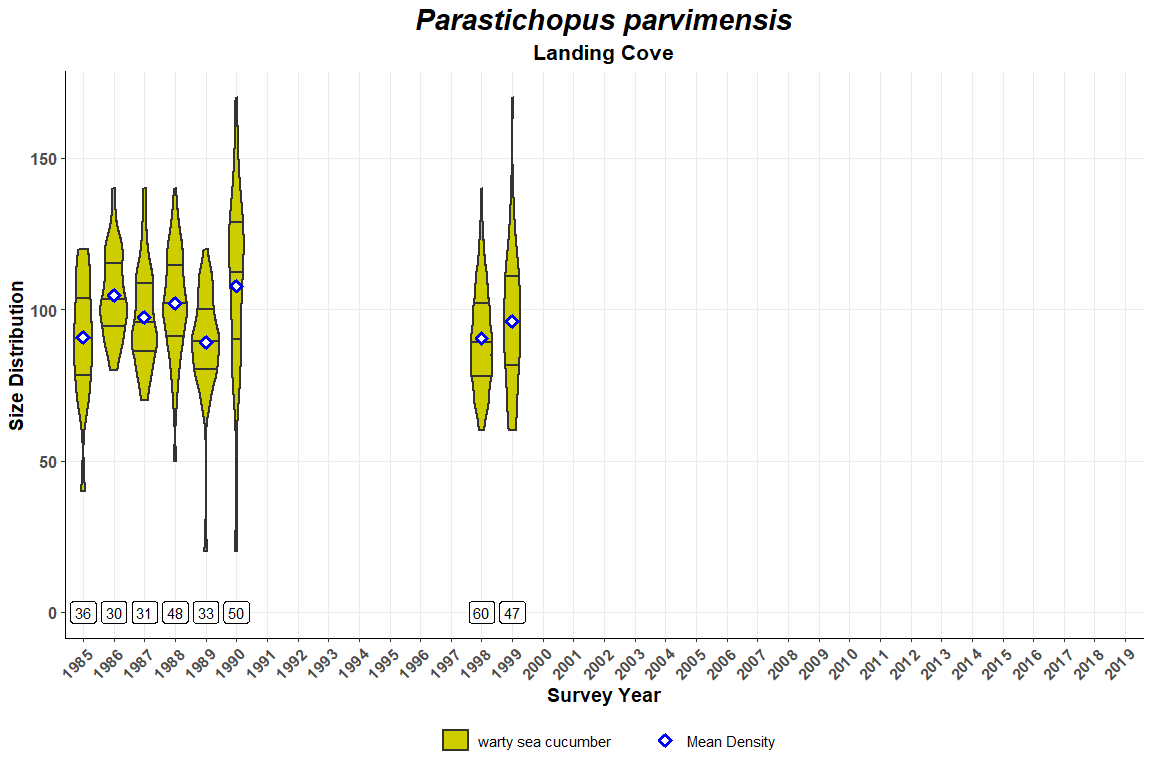 Parastichopus parvimensis
Landing Cove
Size Distribution
150
100
50
0
36 30 31 48 33 50 60 47
1985 1986 1987 1988 1989 1990 1991 1992 1993 1994 1995 1996 1997 1998 1999 2000 2001 2002 2003 2004 2005 2006 2007 2008 2009 2010 2011 2012 2013 2014 2015 2016 2017 2018 2019
Survey Year
warty sea cucumber Mean Density